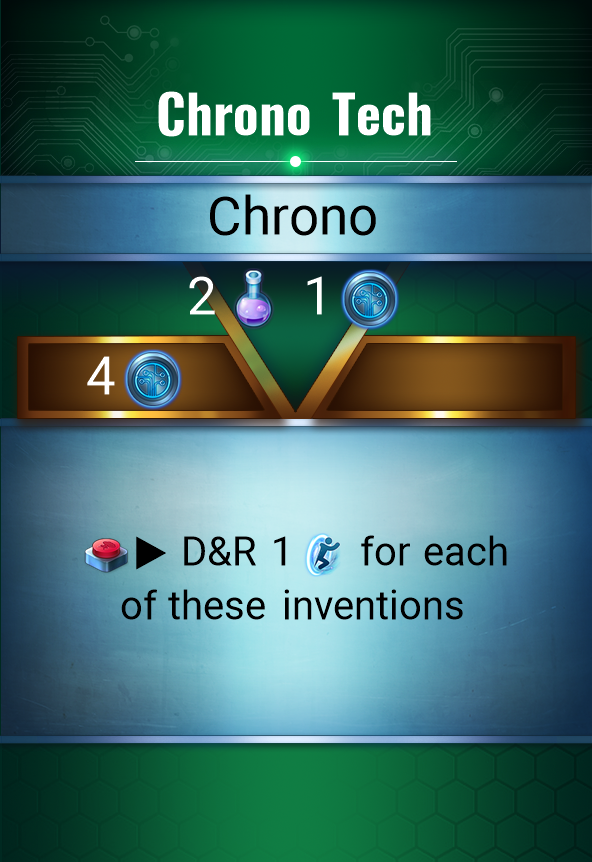 Chrono Tech
Chrono
2 1
4
D&R 1 for each
of these inventions